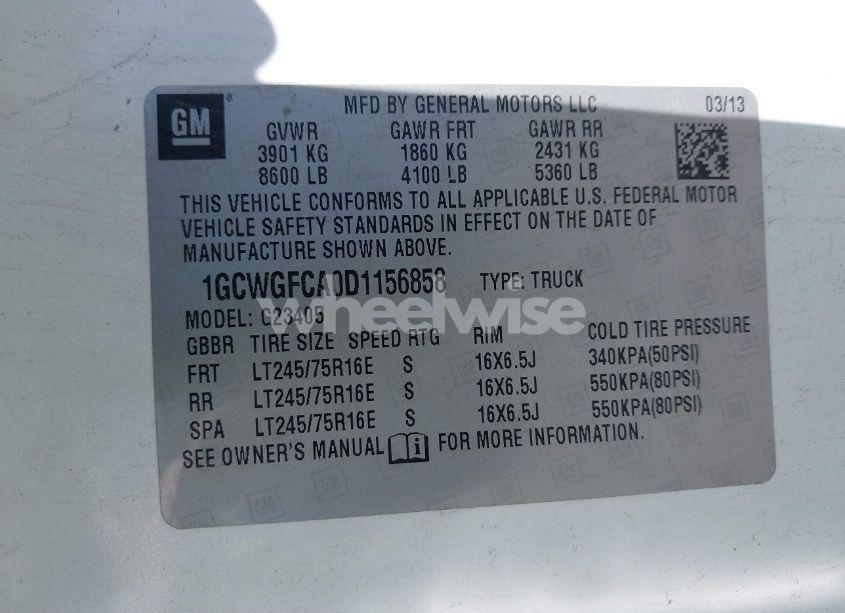 GM
MFD BY GENERAL MOTORS LLC 03/13
GVWR GAWR FRT GAWR RR
3901 KG 1860 KG 2431 KG
8600 LB 4100 LB 5360 LB
THIS VEHICLE CONFORMS TO ALL APPLICABLE U.S. FEDERAL MOTOR
VEHICLE SAFETY STANDARDS IN EFFECT ON THE DATE OF
MANUFACTURE SHOWN ABOVE.
1GCWGFCA0D1156858 TYPE: TRUCK
Wheelwise
MODEL: G23405
GBBR TIRE SIZE SPEED RTG RIM COLD TIRE PRESSURE
FRT LT245/75R16E S 16X6.5J 340KPA(50PSI)
RR LT245/75R16E S 16X6.5J 550KPA(80PSI)
SPA LT245/75R16E S 16X6.5J 550KPA(80PSI)
SEE OWNER'S MANUAL i FOR MORE INFORMATION.